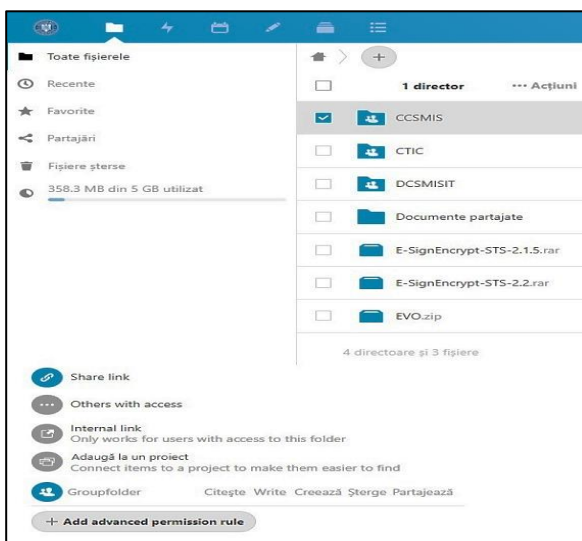 Toate fișierele
Recente
Favorite
Partajări
Fișiere șterse
358.3 MB din 5 GB utilizat
+
1 director ••• Acțiuni
CCSMIS
CTIC
DCSMISIT
Documente partajate
E-SignEncrypt-STS-2.1.5.rar
E-SignEncrypt-STS-2.2.rar
EVO.zip
4 directoare și 3 fișiere
Share link
Others with access
Internal link
Only works for users with access to this folder
Adaugă la un proiect
Connect items to a project to make them easier to find
Groupfolder Citește Write Creează Șterge Partajează
+ Add advanced permission rule